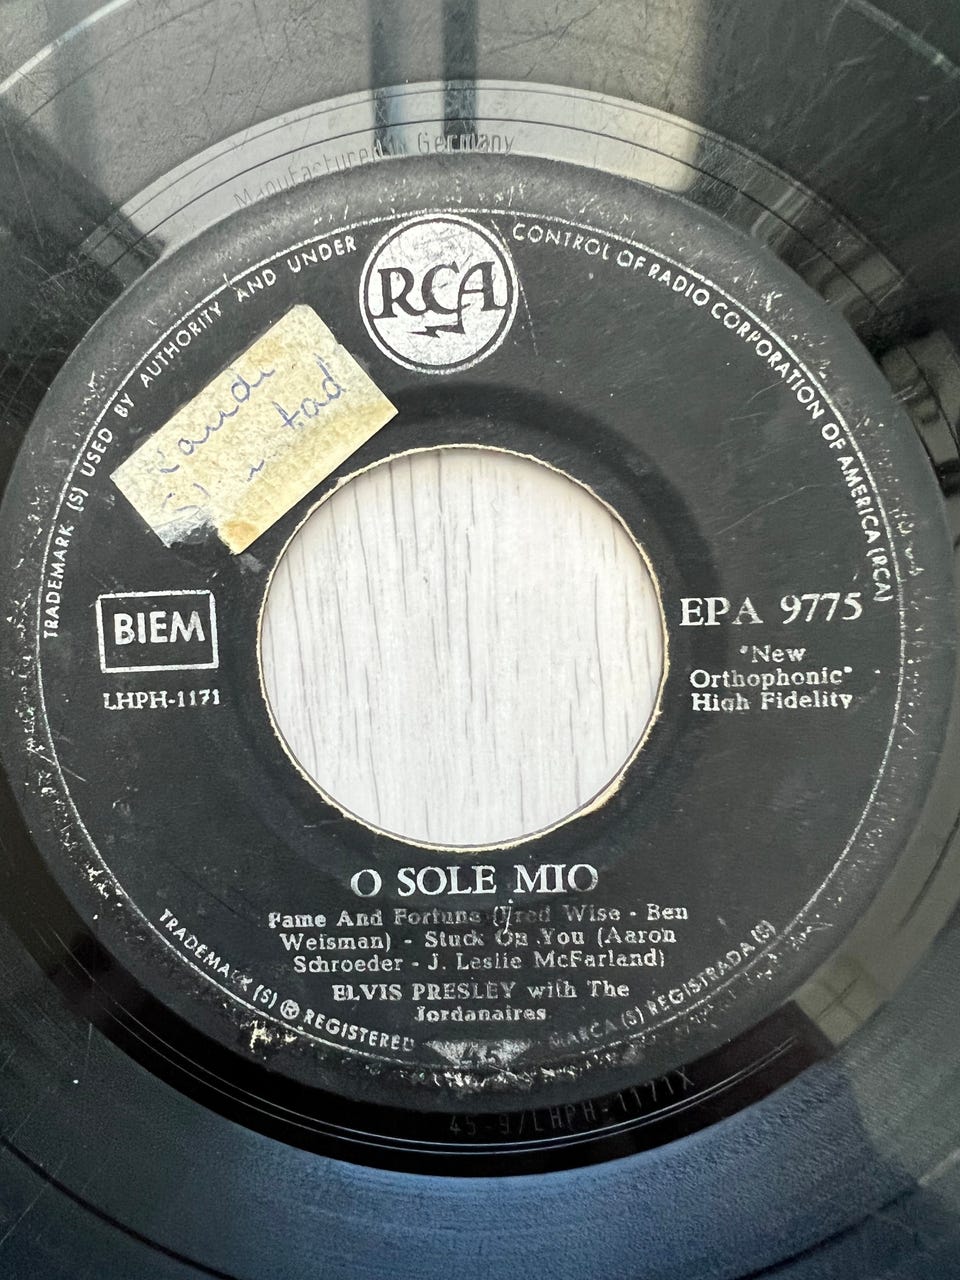 Manufactured in Germany
TRADEMARK (S) USED BY AUTHORITY AND UNDER CONTROL OF RADIO CORPORATION OF AMERICA (RCA)
RCA
BIEM
LHPH-1171
EPA 9775
"New
Orthophonic"
High Fidelity
O SOLE MIO
Fame And Fortune (Fred Wise - Ben
Weisman) - Stuck On You (Aaron
Schroeder - J. Leslie McFarland)
ELVIS PRESLEY with The
Jordanaires
TRADEMARK (S) ® REGISTERED
45
MARCA (S) REGISTRADA (S)
45-97LHPH-1171X